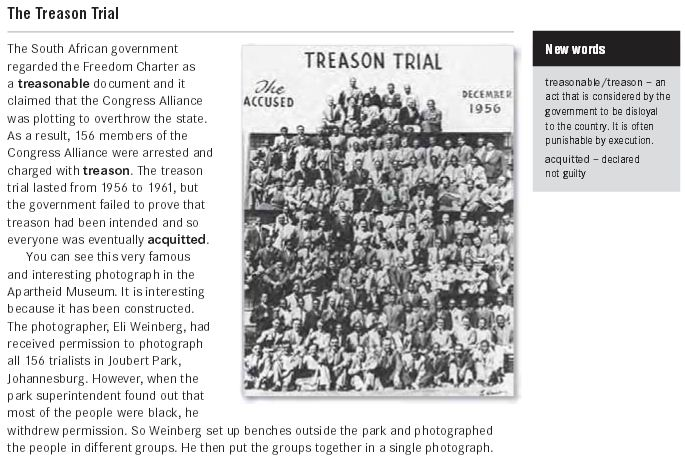 The Treason Trial
The South African government
regarded the Freedom Charter as
a treasonable document and it
claimed that the Congress Alliance
was plotting to overthrow the state.
As a result, 156 members of the
Congress Alliance were arrested and
charged with treason. The treason
trial lasted from 1956 to 1961, but
the government failed to prove that
treason had been intended and so
everyone was eventually acquitted.
You can see this very famous
and interesting photograph in the
Apartheid Museum. It is interesting
because it has been constructed.
The photographer, Eli Weinberg, had
received permission to photograph
all 156 trialists in Joubert Park,
Johannesburg. However, when the
park superintendent found out that
most of the people were black, he
withdrew permission. So Weinberg set up benches outside the park and photographed
the people in different groups. He then put the groups together in a single photograph.
TREASON TRIAL
The
ACCUSED
DECEMBER
1956
New words
treasonable/treason – an
act that is considered by the
government to be disloyal
to the country. It is often
punishable by execution.
acquitted – declared
not guilty